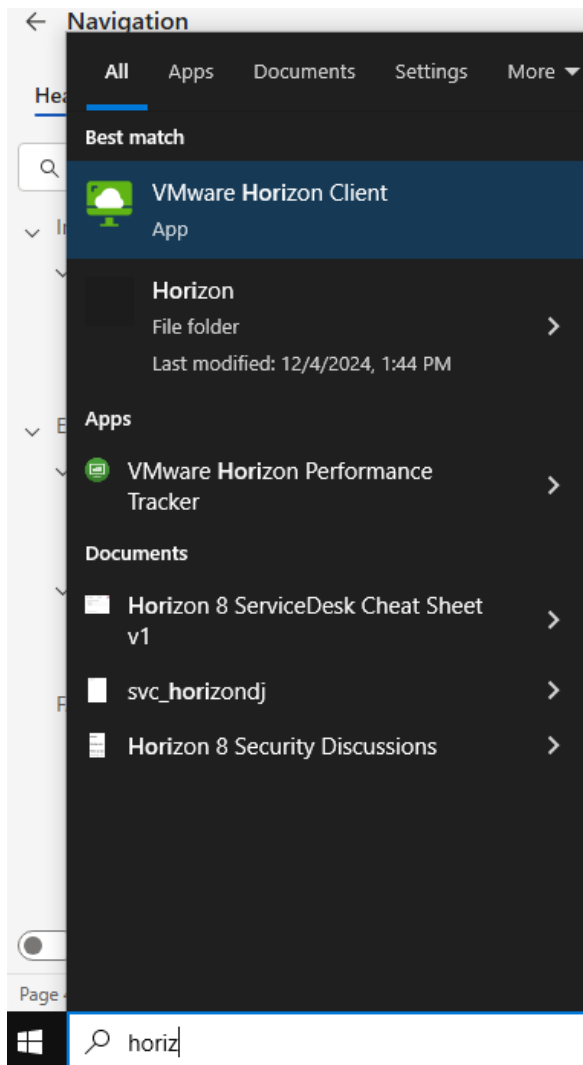 Navigation
All Apps Documents Settings More
Best match
VMware Horizon Client
App
Horizon
File folder
Last modified: 12/4/2024, 1:44 PM
Apps
VMware Horizon Performance
Tracker
Documents
Horizon 8 ServiceDesk Cheat Sheet
v1
svc_horizondj
Horizon 8 Security Discussions
Page
horiz